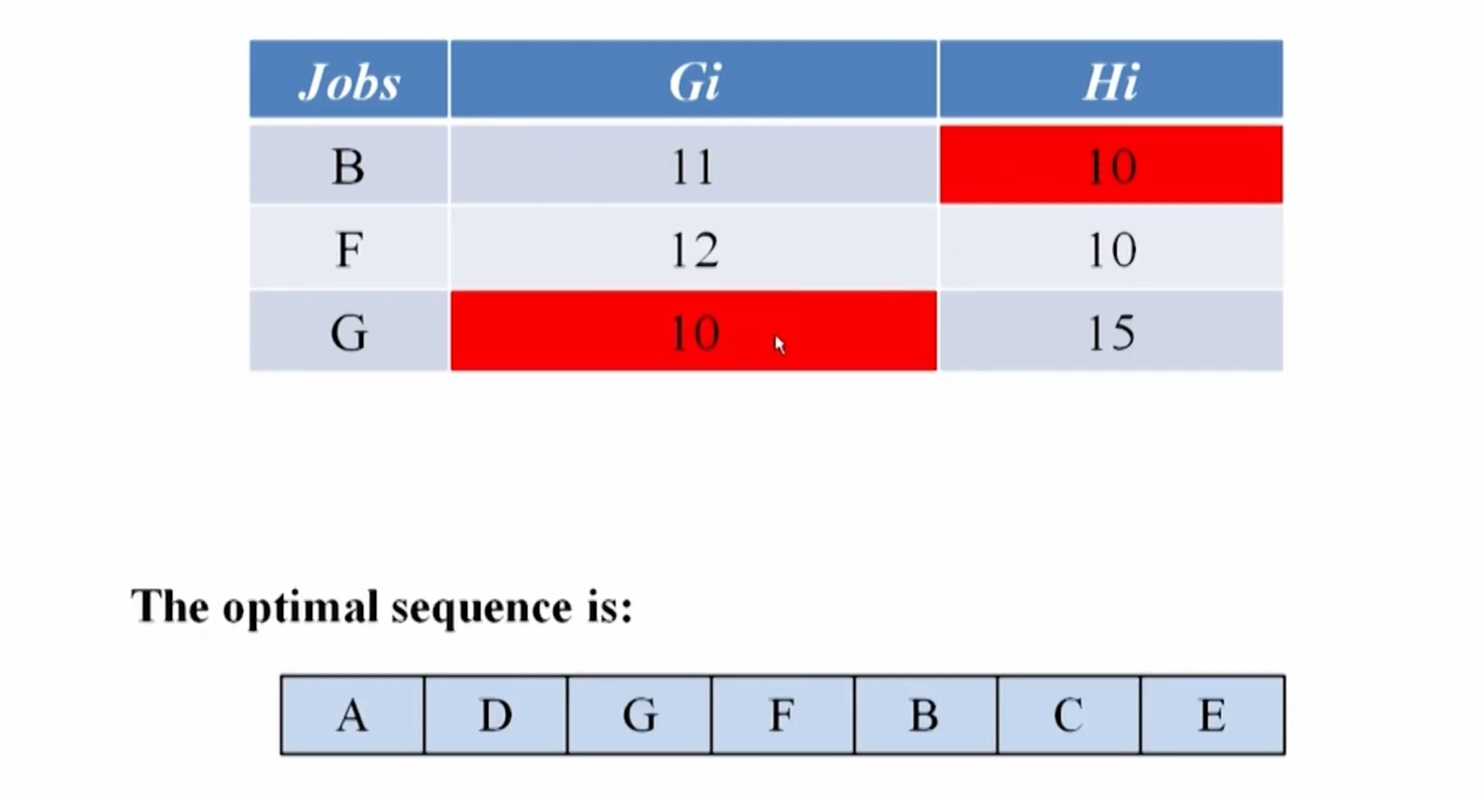 Jobs Gi Hi
B 11 10
F 12 10
G 10 15
The optimal sequence is:
A D G F B C E